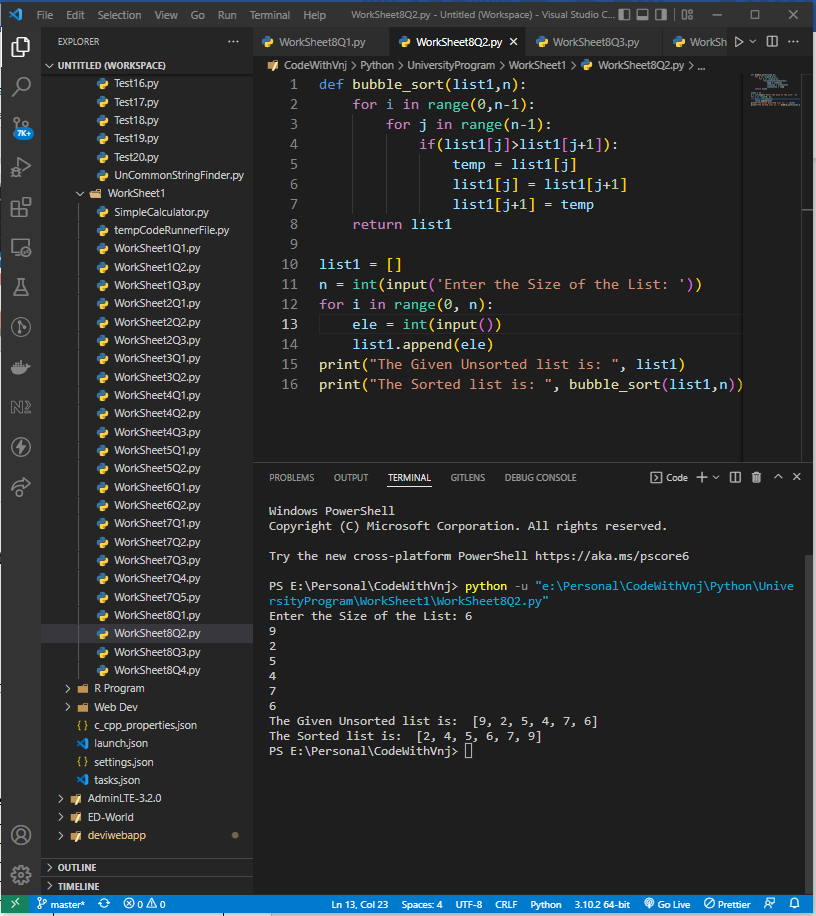 File Edit Selection View Go Run Terminal Help WorkSheet8Q2.py - Untitled (Workspace) - Visual Studio C...
EXPLORER
UNTITLED (WORKSPACE)
Test16.py
Test17.py
Test18.py
Test19.py
Test20.py
UnCommonStringFinder.py
WorkSheet1
SimpleCalculator.py
tempCodeRunnerFile.py
WorkSheet1Q1.py
WorkSheet1Q2.py
WorkSheet1Q3.py
WorkSheet2Q1.py
WorkSheet2Q2.py
WorkSheet2Q3.py
WorkSheet3Q1.py
WorkSheet3Q2.py
WorkSheet4Q1.py
WorkSheet4Q2.py
WorkSheet4Q3.py
WorkSheet5Q1.py
WorkSheet5Q2.py
WorkSheet6Q1.py
WorkSheet6Q2.py
WorkSheet7Q1.py
WorkSheet7Q2.py
WorkSheet7Q3.py
WorkSheet7Q4.py
WorkSheet7Q5.py
WorkSheet8Q1.py
WorkSheet8Q2.py
WorkSheet8Q3.py
WorkSheet8Q4.py
R Program
Web Dev
{} c_cpp_properties.json
launch.json
{} settings.json
tasks.json
AdminLTE-3.2.0
ED-World
deviwebapp
OUTLINE
TIMELINE
7K+
N2
WorkSheet8Q1.py WorkSheet8Q2.py WorkSheet8Q3.py WorkSh
CodeWithVnj > Python > UniversityProgram > WorkSheet1 > WorkSheet8Q2.py > ...
1 def bubble_sort(list1,n):
2     for i in range(0,n-1):
3         for j in range(n-1):
4             if(list1[j]>list1[j+1]):
5                 temp = list1[j]
6                 list1[j] = list1[j+1]
7                 list1[j+1] = temp
8     return list1
9
10 list1 = []
11 n = int(input('Enter the Size of the List: '))
12 for i in range(0, n):
13     ele = int(input())
14     list1.append(ele)
15 print("The Given Unsorted list is: ", list1)
16 print("The Sorted list is: ", bubble_sort(list1,n))
PROBLEMS OUTPUT TERMINAL GITLENS DEBUG CONSOLE Code
Windows PowerShell
Copyright (C) Microsoft Corporation. All rights reserved.
Try the new cross-platform PowerShell https://aka.ms/pscore6
PS E:\Personal\CodeWithVnj> python -u "e:\Personal\CodeWithVnj\Python\Unive
rsityProgram\WorkSheet1\WorkSheet8Q2.py"
Enter the Size of the List: 6
9
2
5
4
7
6
The Given Unsorted list is:  [9, 2, 5, 4, 7, 6]
The Sorted list is:  [2, 4, 5, 6, 7, 9]
PS E:\Personal\CodeWithVnj>
master* 0 0 Ln 13, Col 23 Spaces: 4 UTF-8 CRLF Python 3.10.2 64-bit Go Live Prettier